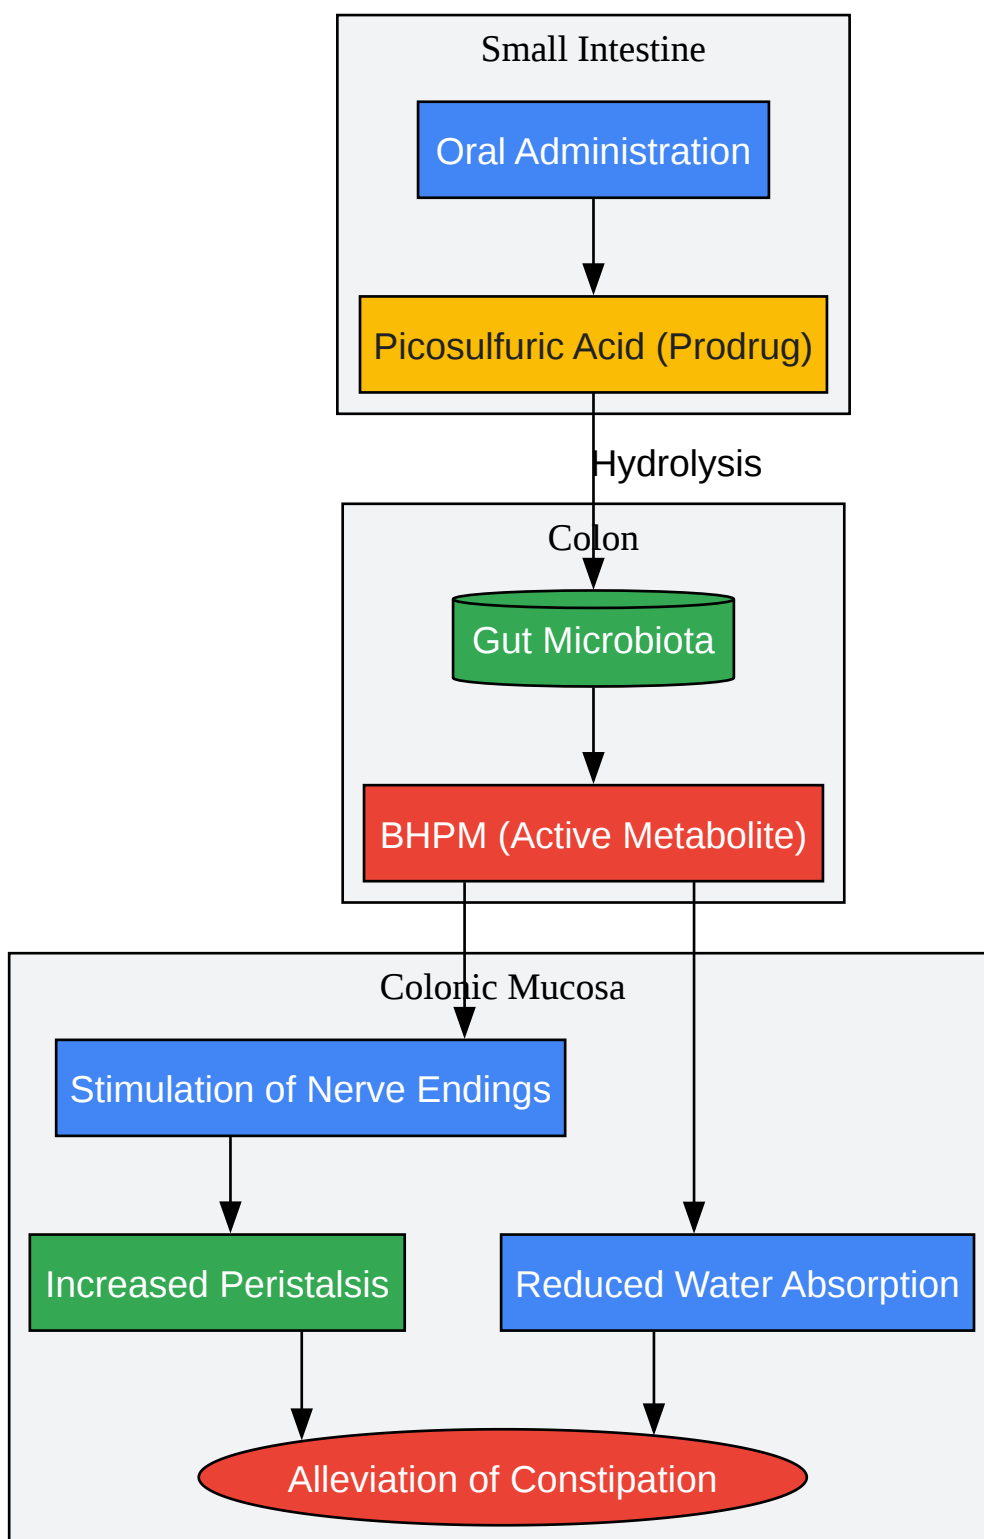 Small Intestine
Oral Administration
Picosulfuric Acid (Prodrug)
Hydrolysis
Colon
Gut Microbiota
BHPM (Active Metabolite)
Colonic Mucosa
Stimulation of Nerve Endings
Increased Peristalsis
Reduced Water Absorption
Alleviation of Constipation